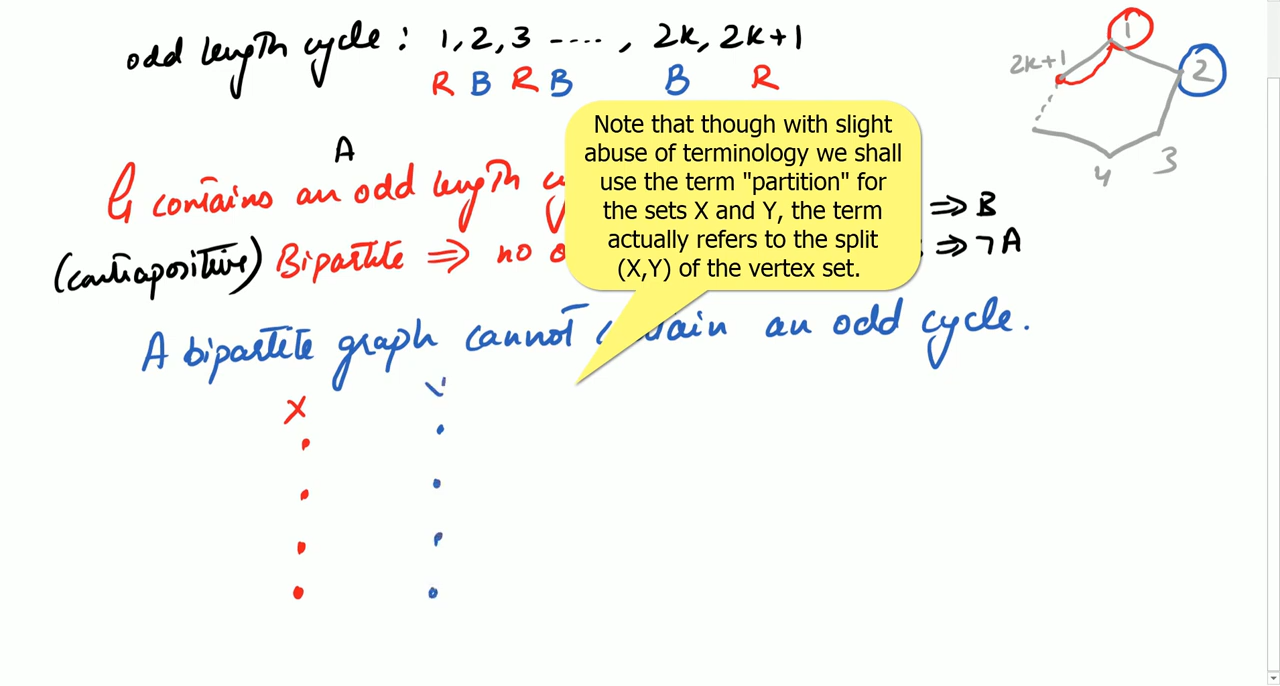 odd length cycle : 1, 2, 3 ---- , 2k, 2k+1
R B R B B R
1
2k+1
2
3
4
A
G contains an odd length cy
⇒ B
(contrapositive) Bipartite ⇒ no o
⇒ ¬A
Note that though with slight
abuse of terminology we shall
use the term "partition" for
the sets X and Y, the term
actually refers to the split
(X,Y) of the vertex set.
A bipartite graph cannot ain an odd cycle.
X